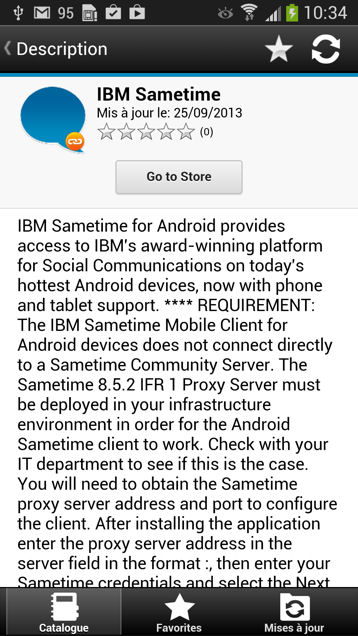 95 10:34
Description
IBM Sametime
Mis à jour le: 25/09/2013
(0)
Go to Store
IBM Sametime for Android provides
access to IBM's award-winning platform
for Social Communications on today's
hottest Android devices, now with phone
and tablet support. **** REQUIREMENT:
The IBM Sametime Mobile Client for
Android devices does not connect directly
to a Sametime Community Server. The
Sametime 8.5.2 IFR 1 Proxy Server must
be deployed in your infrastructure
environment in order for the Android
Sametime client to work. Check with your
IT department to see if this is the case.
You will need to obtain the Sametime
proxy server address and port to configure
the client. After installing the application
enter the proxy server address in the
server field in the format :, then enter your
Sametime credentials and select the Next
Catalogue Favorites Mises à jour